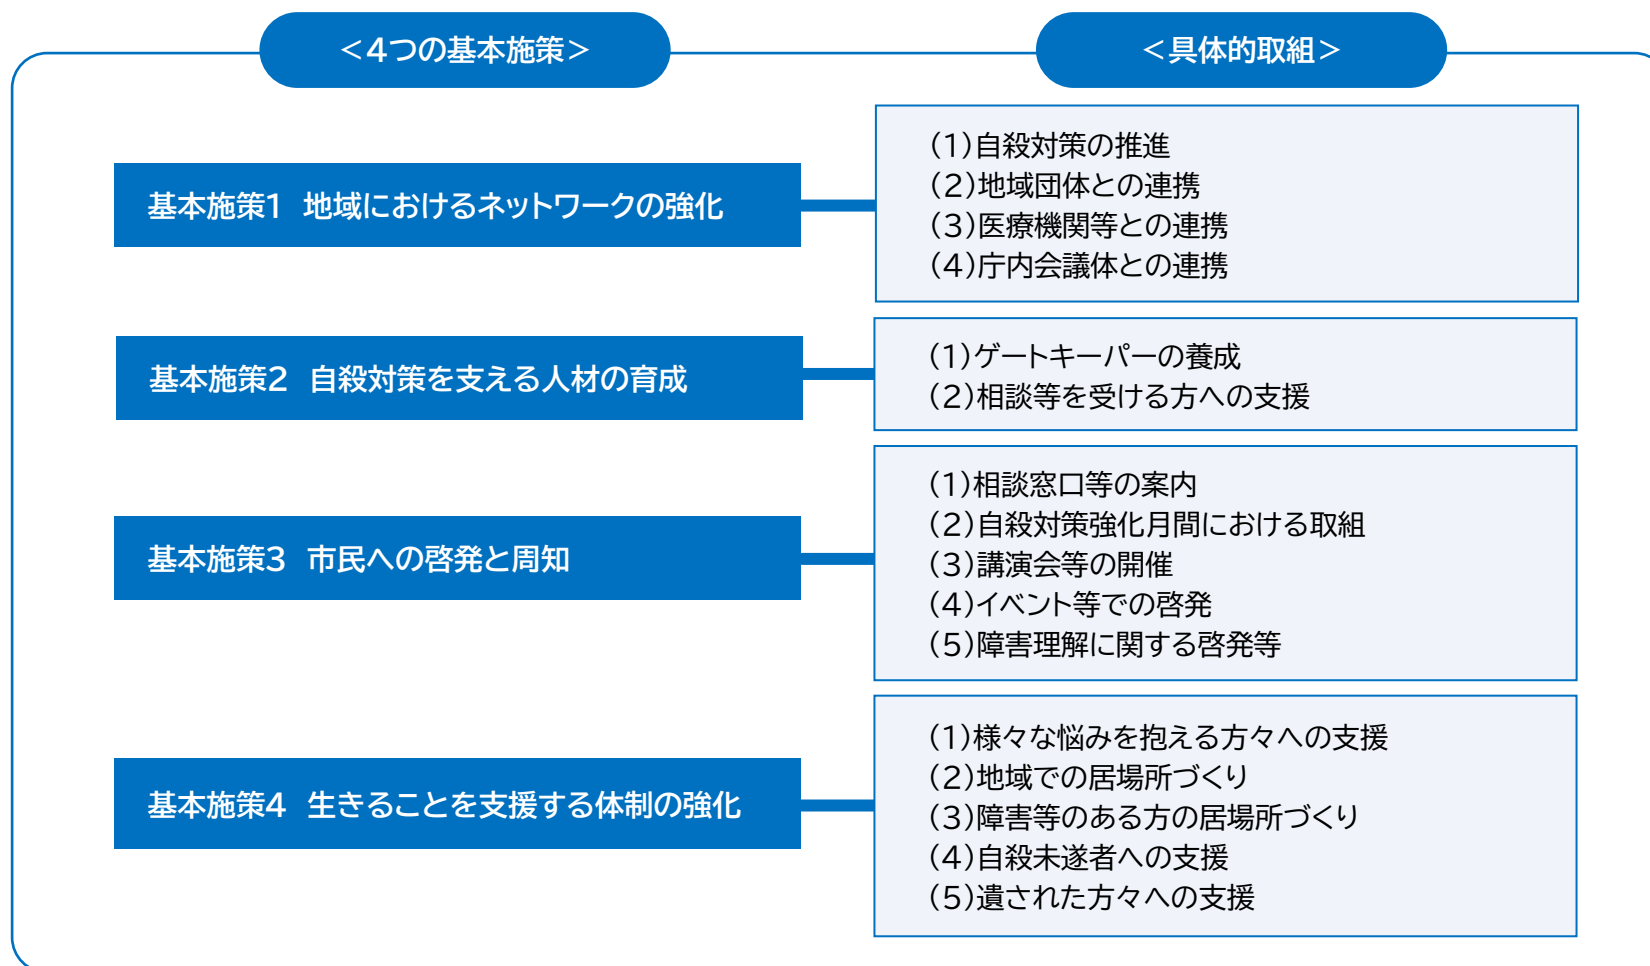 ＜4つの基本施策＞
＜具体的取組＞
基本施策1 地域におけるネットワークの強化
（1）自殺対策の推進
（2）地域団体との連携
（3）医療機関等との連携
（4）庁内会議体との連携
基本施策2 自殺対策を支える人材の育成
（1）ゲートキーパーの養成
（2）相談等を受ける方への支援
基本施策3 市民への啓発と周知
（1）相談窓口等の案内
（2）自殺対策強化月間における取組
（3）講演会等の開催
（4）イベント等での啓発
（5）障害理解に関する啓発等
基本施策4 生きることを支援する体制の強化
（1）様々な悩みを抱える方々への支援
（2）地域での居場所づくり
（3）障害等のある方の居場所づくり
（4）自殺未遂者への支援
（5）遺された方々への支援